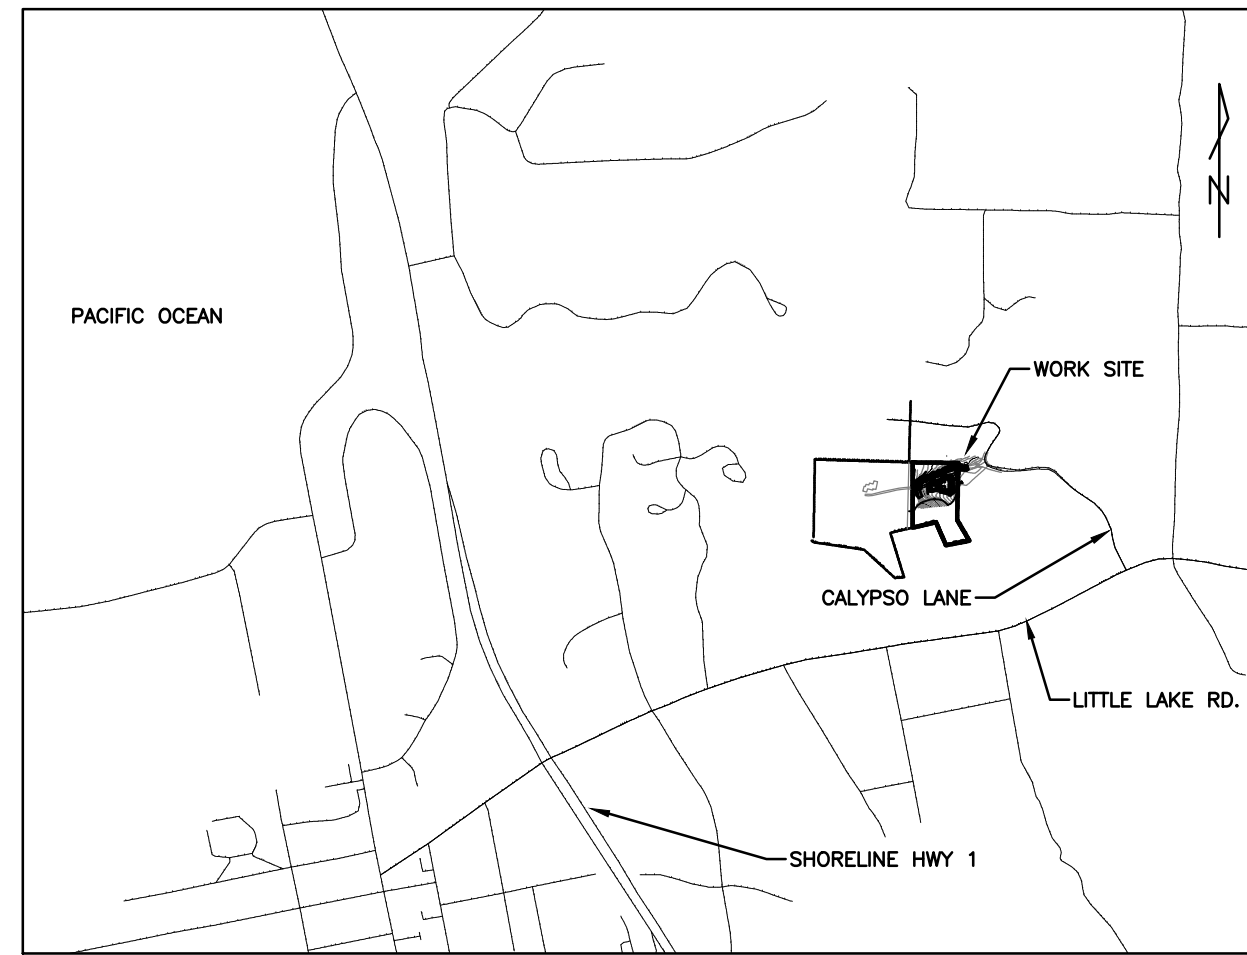 N
PACIFIC OCEAN
WORK SITE
CALYPSO LANE
LITTLE LAKE RD.
SHORELINE HWY 1